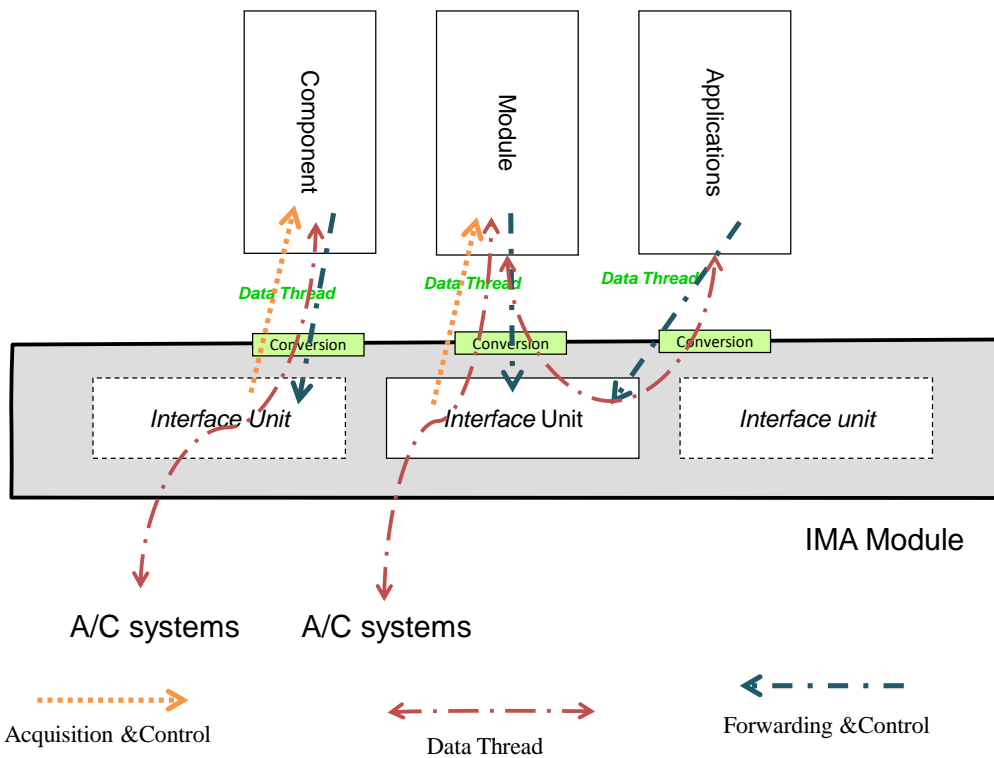 Component
Module
Applications
Data Thread
Data Thread
Data Thread
Conversion
Conversion
Conversion
Interface Unit
Interface Unit
Interface unit
IMA Module
A/C systems
A/C systems
Acquisition &Control
Data Thread
Forwarding &Control